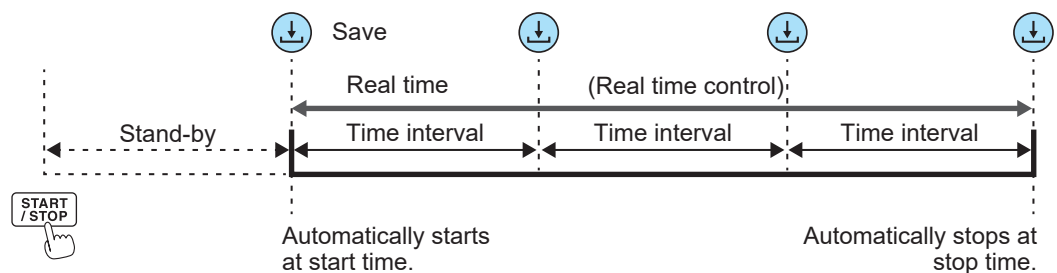 Save
Real time (Real time control)
Stand-by Time interval Time interval Time interval
START
/ STOP
Automatically starts
at start time.
Automatically stops at
stop time.